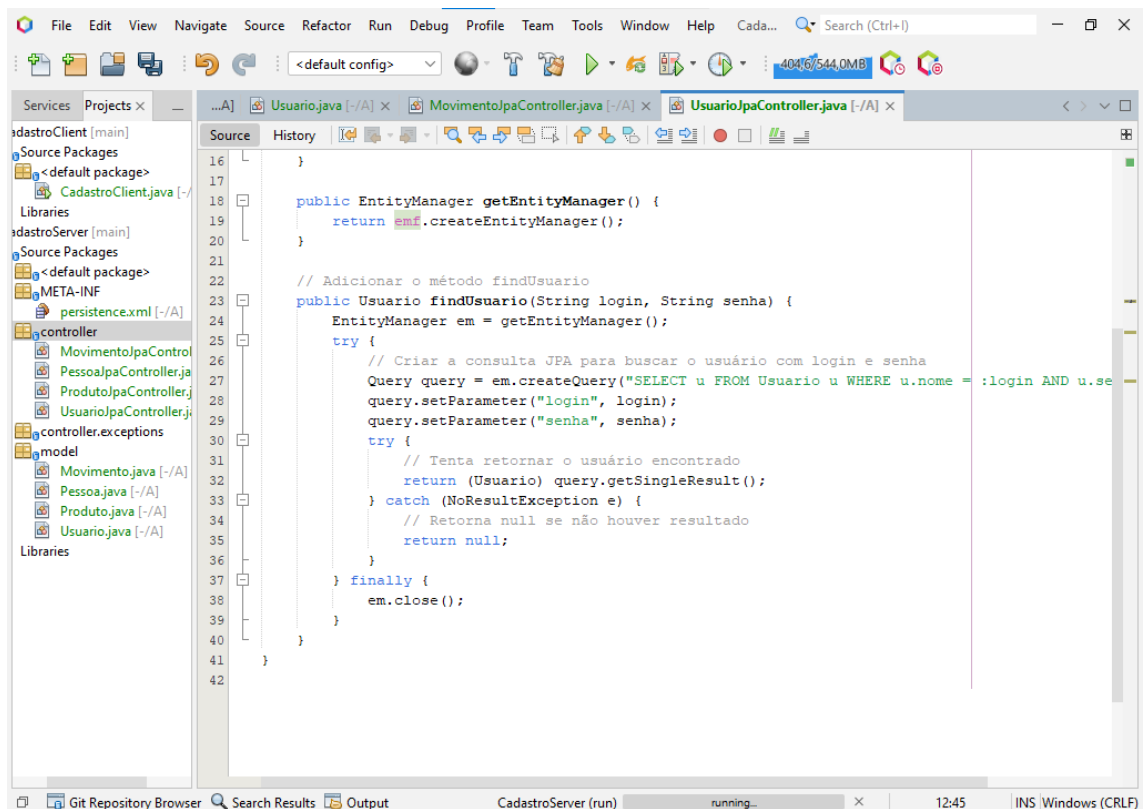 File Edit View Navigate Source Refactor Run Debug Profile Team Tools Window Help Cada... Search (Ctrl+I)
<default config> 404,6/544,0MB
Services Projects ...A] Usuario.java [-/A] MovimentoJpaController.java [-/A] UsuarioJpaController.java [-/A]
adastroClient [main]
Source Packages
<default package>
CadastroClient.java [-/
Libraries
adastroServer [main]
Source Packages
<default package>
META-INF
persistence.xml [-/A]
controller
MovimentoJpaControl
PessoaJpaController.ja
ProdutoJpaController.j
UsuarioJpaController.ja
controller.exceptions
model
Movimento.java [-/A]
Pessoa.java [-/A]
Produto.java [-/A]
Usuario.java [-/A]
Libraries
Source History
16 }
17
18 public EntityManager getEntityManager() {
19 return emf.createEntityManager();
20 }
21
22 // Adicionar o método findUsuario
23 public Usuario findUsuario(String login, String senha) {
24 EntityManager em = getEntityManager();
25 try {
26 // Criar a consulta JPA para buscar o usuário com login e senha
27 Query query = em.createQuery("SELECT u FROM Usuario u WHERE u.nome = :login AND u.se
28 query.setParameter("login", login);
29 query.setParameter("senha", senha);
30 try {
31 // Tenta retornar o usuário encontrado
32 return (Usuario) query.getSingleResult();
33 } catch (NoResultException e) {
34 // Retorna null se não houver resultado
35 return null;
36 }
37 } finally {
38 em.close();
39 }
40 }
41 }
42
Git Repository Browser Search Results Output CadastroServer (run) running... 12:45 INS Windows (CRLF)